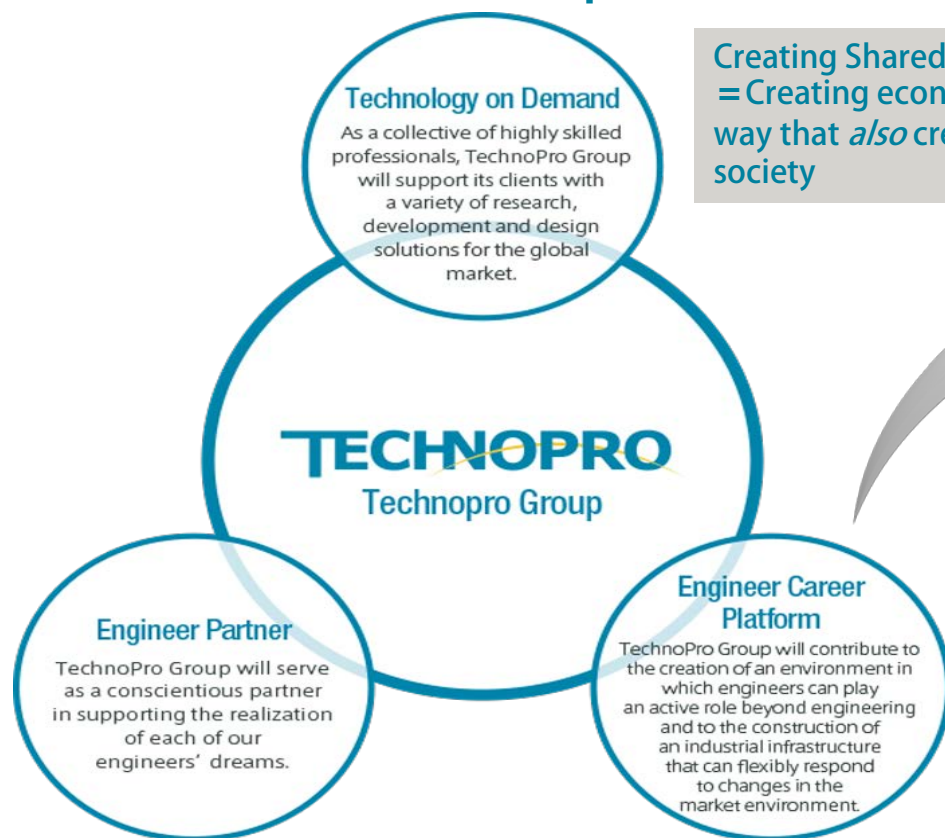 Technology on Demand
As a collective of highly skilled
professionals, TechnoPro Group
will support its clients with
a variety of research,
development and design
solutions for the global
market.
Creating Shared
=Creating econ
way that also cre
society
TECHNOPRO
Technopro Group
Engineer Partner
TechnoPro Group will serve
as a conscientious partner
in supporting the realization
of each of our
engineers' dreams.
Engineer Career
Platform
TechnoPro Group will contribute to
the creation of an environment in
which engineers can play
an active role beyond engineering
and to the construction of
an industrial infrastructure
that can flexibly respond
to changes in the
market environment.